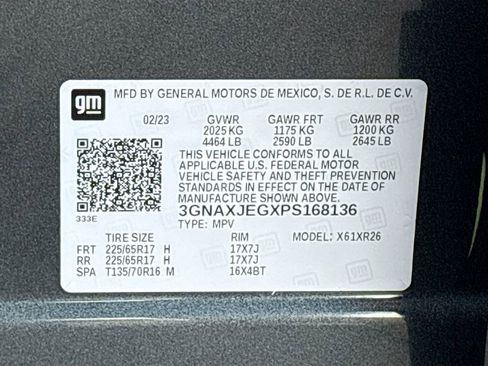 gm
MFD BY GENERAL MOTORS DE MEXICO, S. DE R.L. DE C.V.
02/23 GVWR GAWR FRT GAWR RR
2025 KG 1175 KG 1200 KG
4464 LB 2590 LB 2645 LB
THIS VEHICLE CONFORMS TO ALL
APPLICABLE U.S. FEDERAL MOTOR
VEHICLE SAFETY AND THEFT PREVENTION
STANDARDS IN EFFECT ON THE DATE OF
MANUFACTURE SHOWN ABOVE.
333E 3GNAXJEGXPS168136
TYPE: MPV
TIRE SIZE RIM MODEL: X61XR26
FRT 225/65R17 H 17X7J
RR 225/65R17 H 17X7J
SPA T135/70R16 M 16X4BT